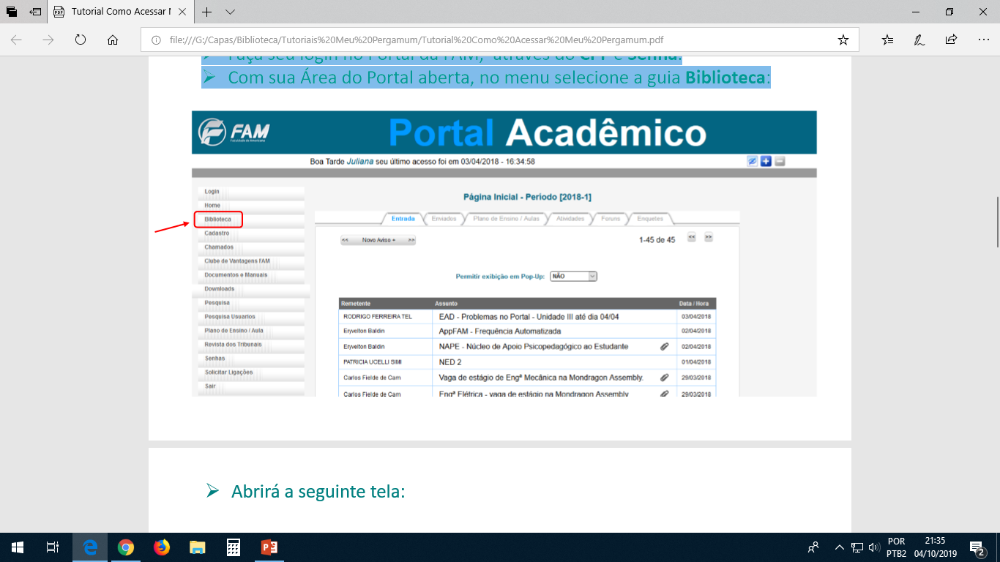 Tutorial Como Acessar M
file:///G:/Capas/Biblioteca/Tutoriais%20Meu%20Pergamum/Tutorial%20Como%20Acessar%20Meu%20Pergamum.pdf
Faça seu login no Portal da FAM, através do CPF e Senha.
Com sua Área do Portal aberta, no menu selecione a guia Biblioteca:
FAM
Portal Acadêmico
Boa Tarde Juliana seu último acesso foi em 03/04/2018 - 16:34:58
Login
Home
Biblioteca
Cadastro
Chamados
Clube de Vantagens FAM
Documentos e Manuais
Downloads
Pesquisa
Pesquisa Usuarios
Plano de Ensino / Aula
Revista dos Tribunais
Senhas
Solicitar Ligações
Sair
Página Inicial - Período [2018-1]
Entrada Enviados Plano de Ensino / Aulas Atividades Foruns Enquetes
<< Novo Aviso + >> 1-45 de 45 << >>
Permitir exibição em Pop-Up: NÃO
Remetente Assunto Data / Hora
RODRIGO FERREIRA TEL EAD - Problemas no Portal - Unidade III até dia 04/04 03/04/2018
Eryvelton Baldin AppFAM - Frequência Automatizada 02/04/2018
Eryvelton Baldin NAPE - Núcleo de Apoio Psicopedagógico ao Estudante 02/04/2018
PATRICIA UCELLI SIMI NED 2 01/04/2018
Carlos Fielde de Cam Vaga de estágio de Engª Mecânica na Mondragon Assembly. 29/03/2018
Carlos Fielde de Cam Engª Elétrica - vaga de estágio na Mondragon Assembly 29/03/2018
Abrirá a seguinte tela:
POR
PTB2
21:35
04/10/2019
2